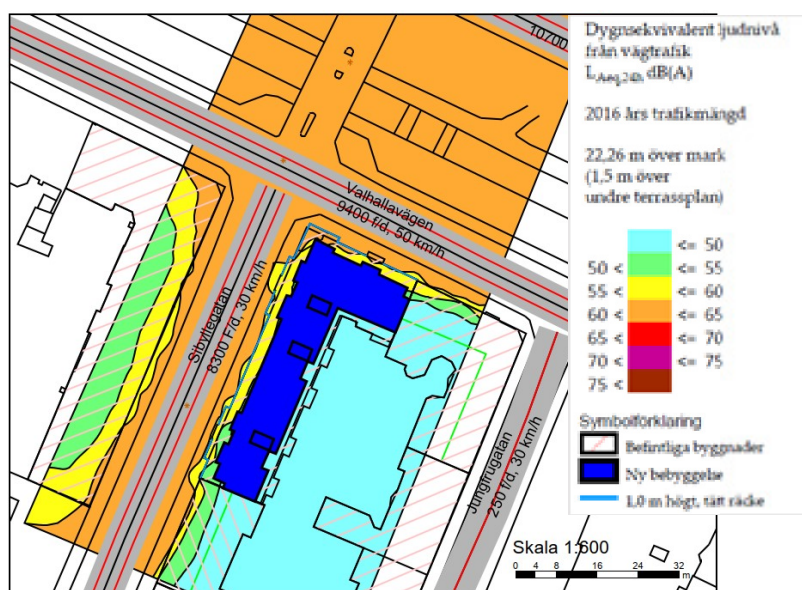 10700
Valhallavägen
9400 f/d, 50 km/h
Sibyllegatan
8300 F/d, 30 km/h
Jungfrugatan
250 f/d, 30 km/h
Dygnsekvivalent ljudnivå
från vägtrafik
LAeq,24h dB(A)
2016 års trafikmängd
22,26 m över mark
(1,5 m över
undre terrassplan)
<= 50
50 < <= 55
55 < <= 60
60 < <= 65
65 < <= 70
70 < <= 75
75 <
Symbolförklaring
Befintliga byggnader
Ny bebyggelse
1.0 m högt, tätt räcke
Skala 1:600
0 4 8 16 24 32
m